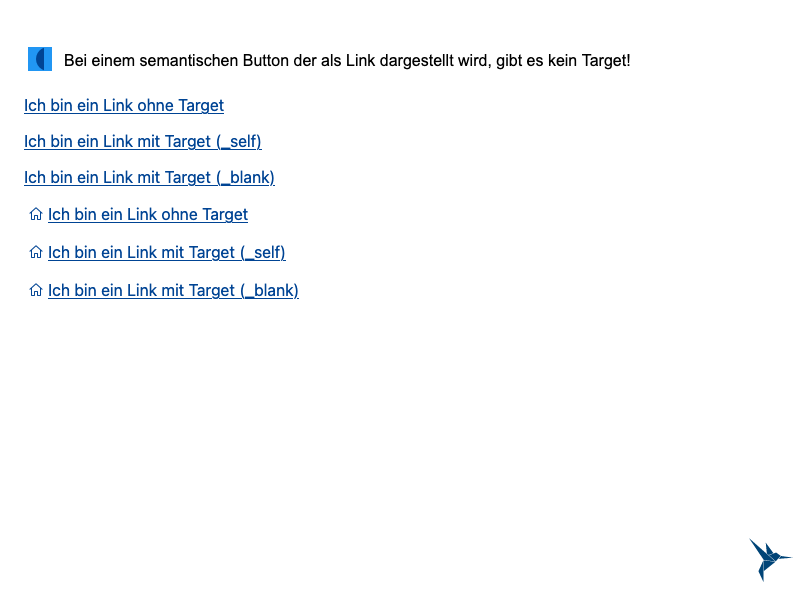 Bei einem semantischen Button der als Link dargestellt wird, gibt es kein Target!
Ich bin ein Link ohne Target
Ich bin ein Link mit Target (_self)
Ich bin ein Link mit Target (_blank)
Ich bin ein Link ohne Target
Ich bin ein Link mit Target (_self)
Ich bin ein Link mit Target (_blank)